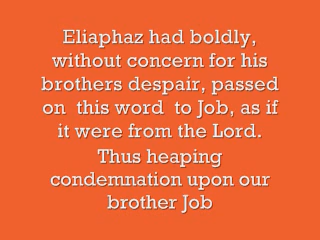 Eliaphaz had boldly,
without concern for his
brothers despair, passed
on  this word  to Job, as if
it were from the Lord.
Thus heaping
condemnation upon our
brother Job